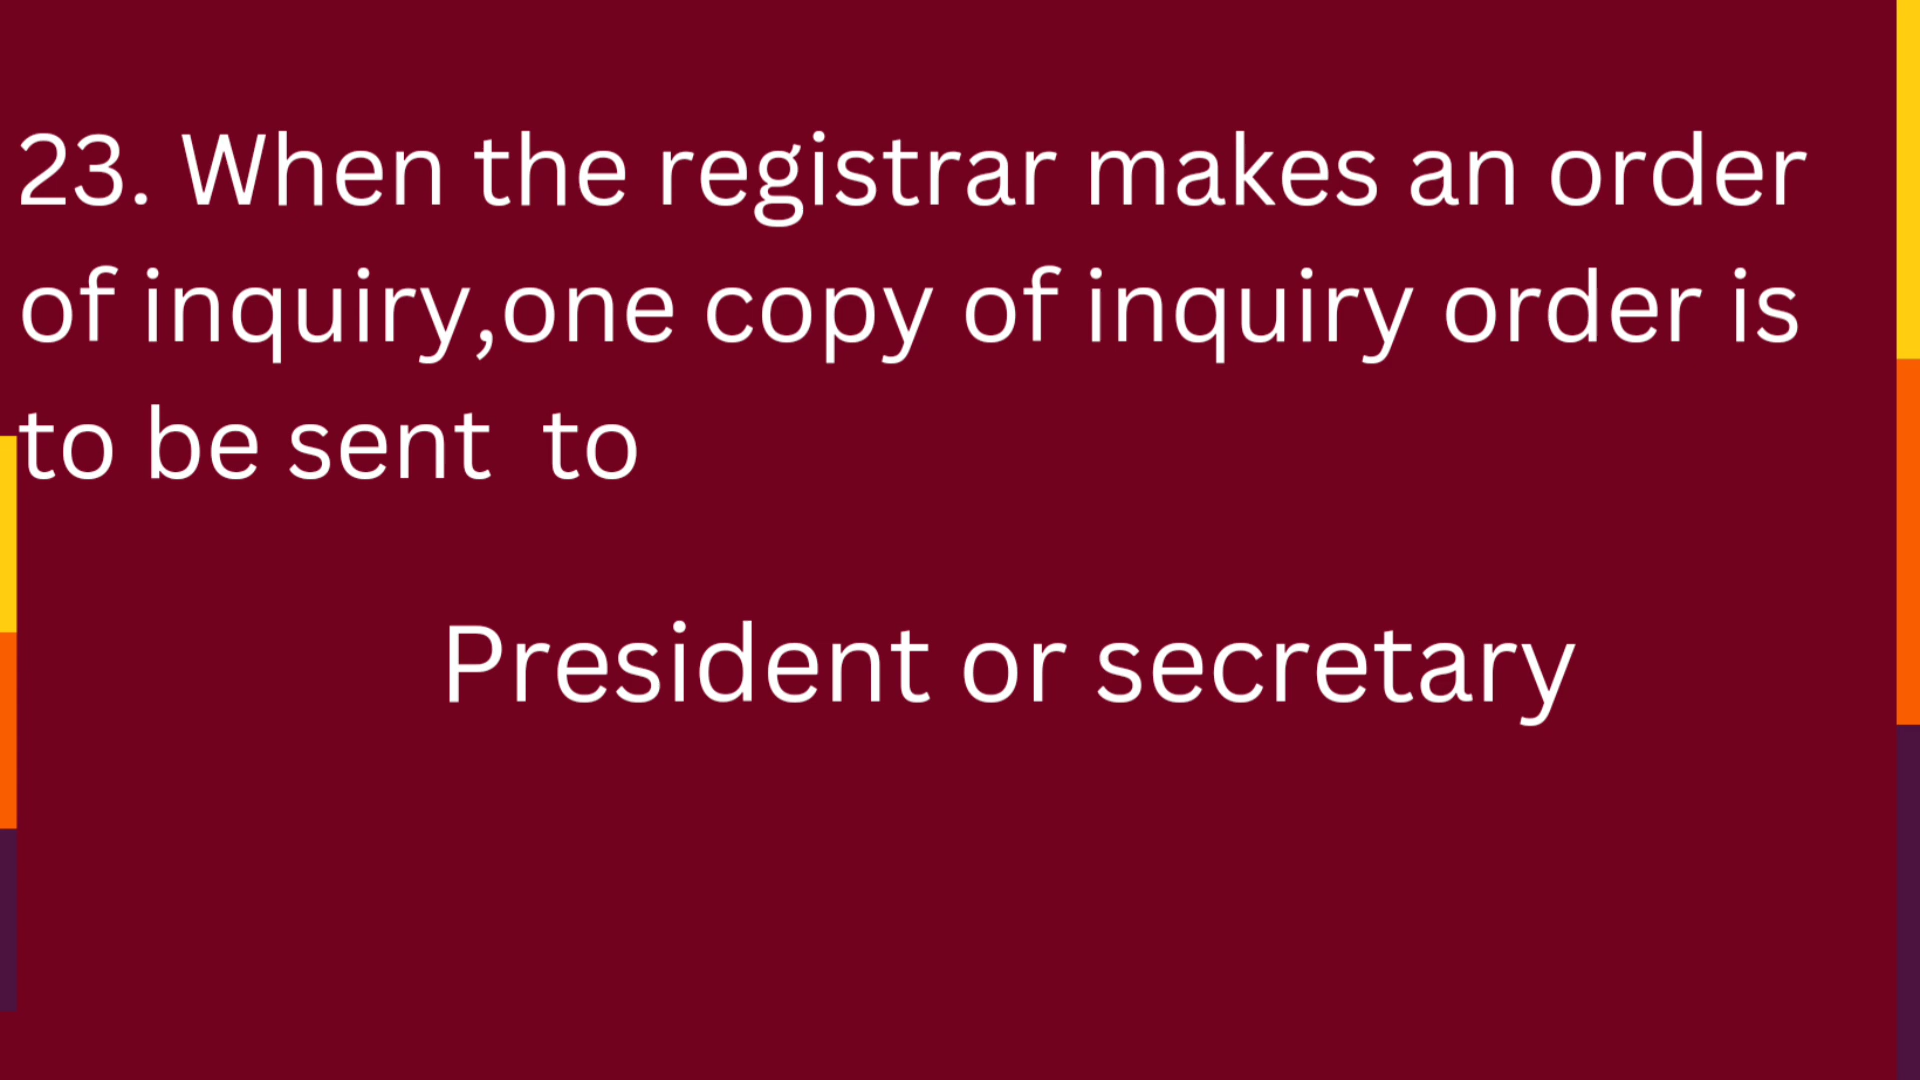 23. When the registrar makes an order
of inquiry,one copy of inquiry order is
to be sent  to
President or secretary